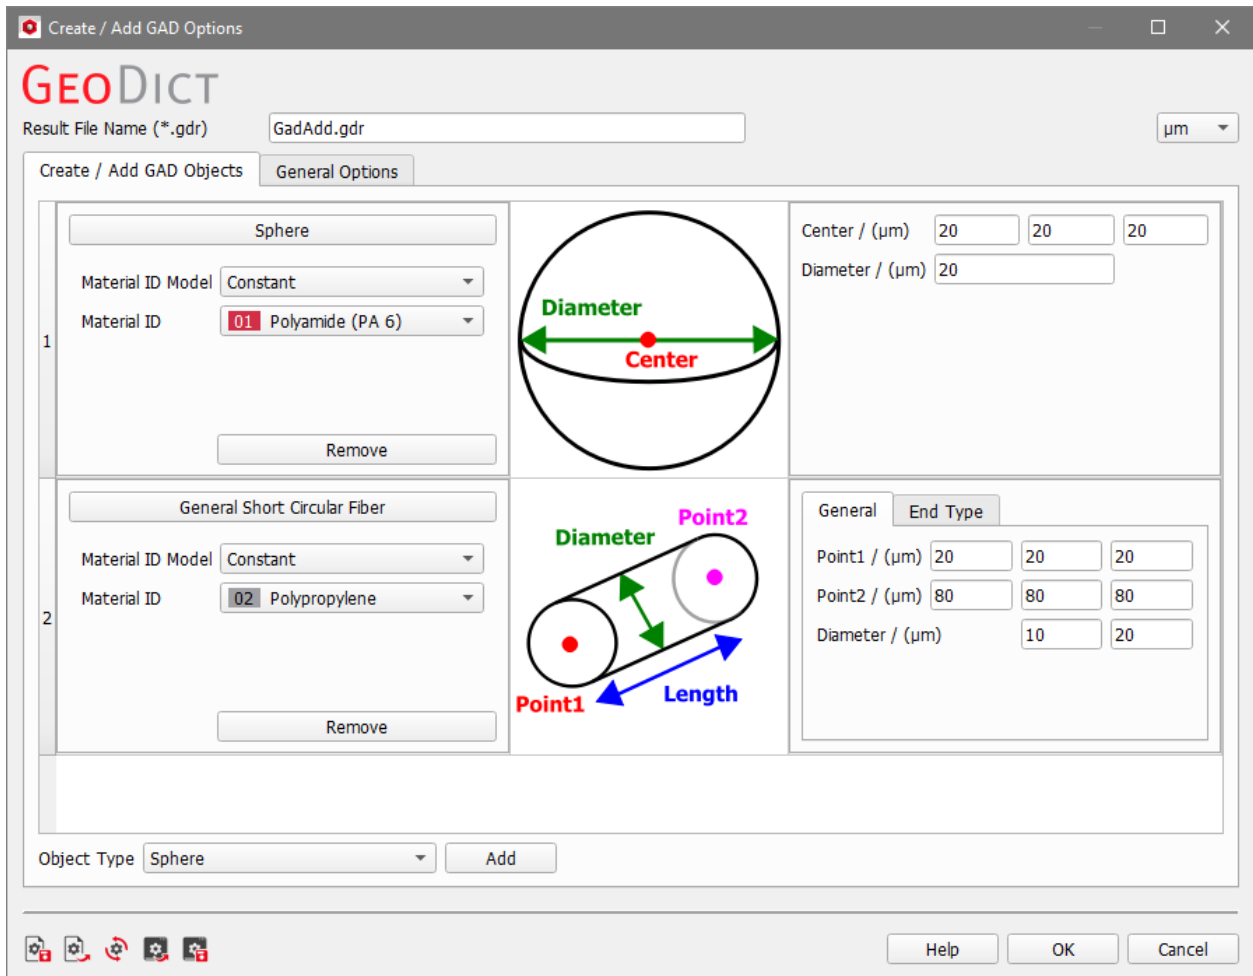 Create / Add GAD Options
GEODICT
Result File Name (*.gdr) GadAdd.gdr µm
Create / Add GAD Objects General Options
1
Sphere
Material ID Model Constant
Material ID 01 Polyamide (PA 6)
Remove
Diameter
Center
Center / (µm) 20 20 20
Diameter / (µm) 20
2
General Short Circular Fiber
Material ID Model Constant
Material ID 02 Polypropylene
Remove
Point2
Diameter
Length
Point1
General End Type
Point1 / (µm) 20 20 20
Point2 / (µm) 80 80 80
Diameter / (µm) 10 20
Object Type Sphere Add
Help OK Cancel